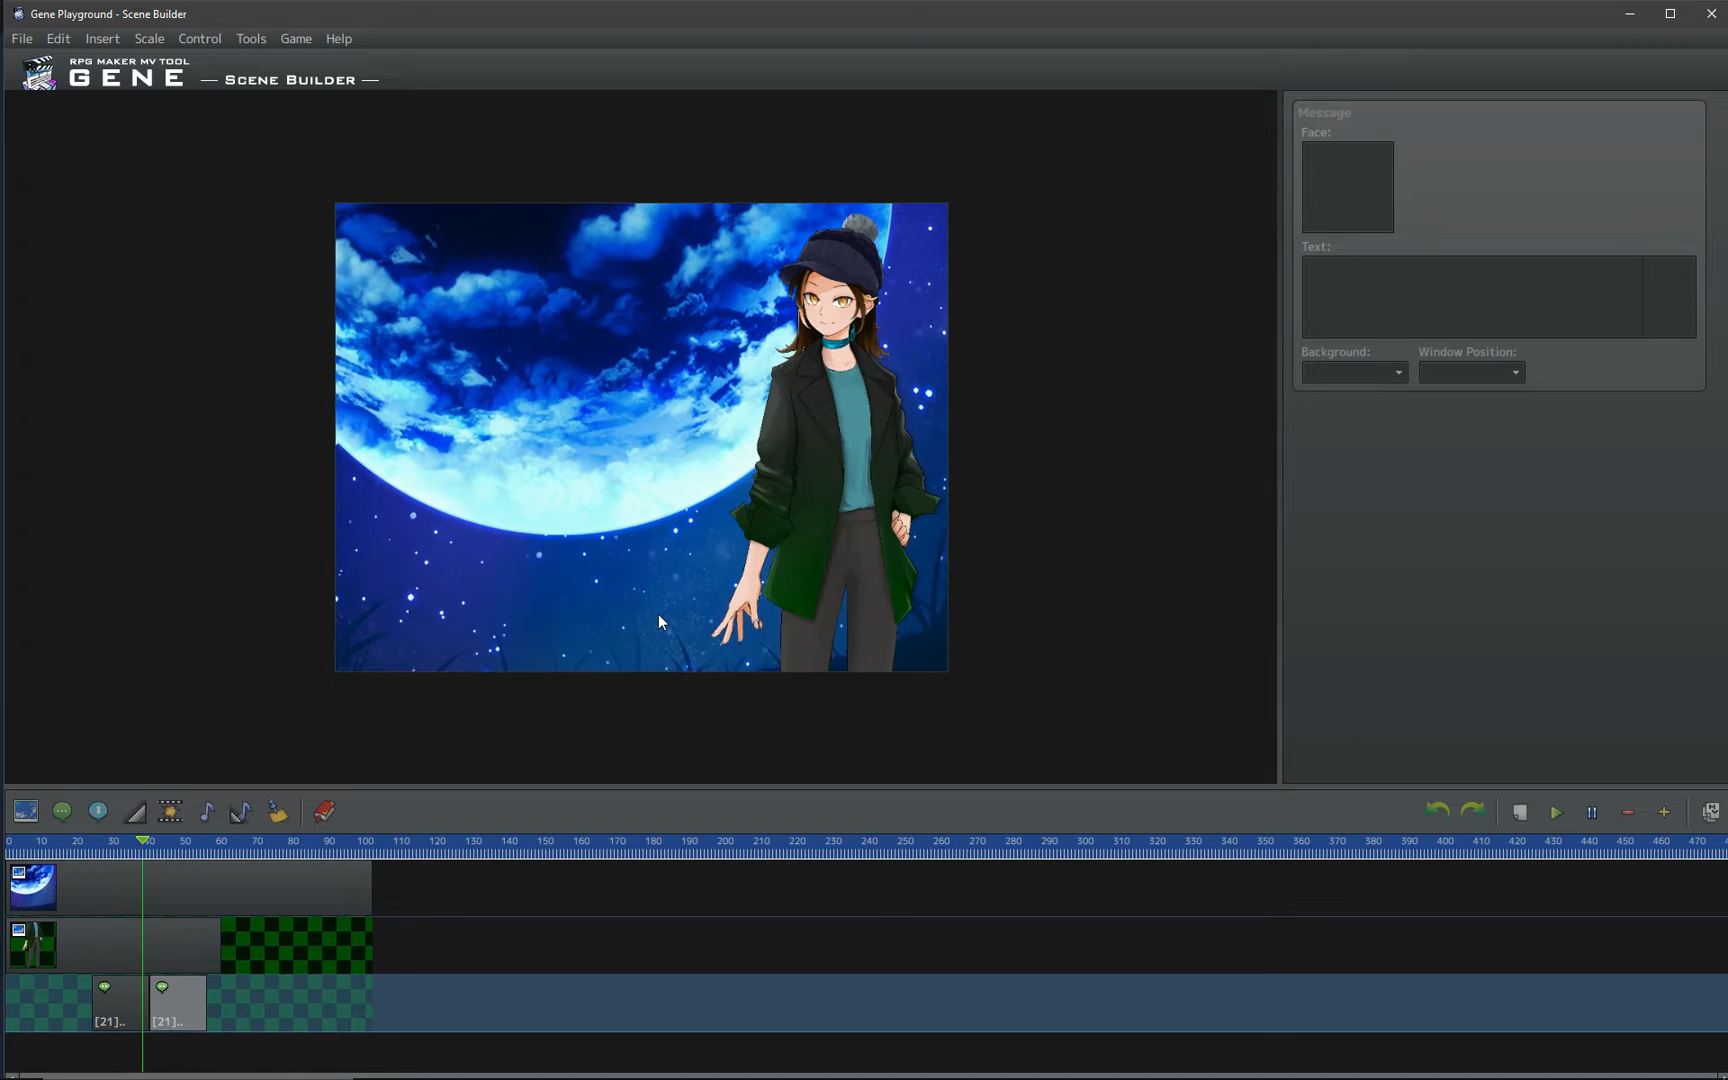 Gene Playground - Scene Builder
File Edit Insert Scale Control Tools Game Help
RPG MAKER MV TOOL
GENE
— SCENE BUILDER —
Message
Face:
Text:
Background: Window Position:
0 10 20 30 40 50 60 70 80 90 100 110 120 130 140 150 160 170 180 190 200 210 220 230 240 250 260 270 280 290 300 310 320 330 340 350 360 370 380 390 400 410 420 430 440 450 460 470
[21].. [21]..